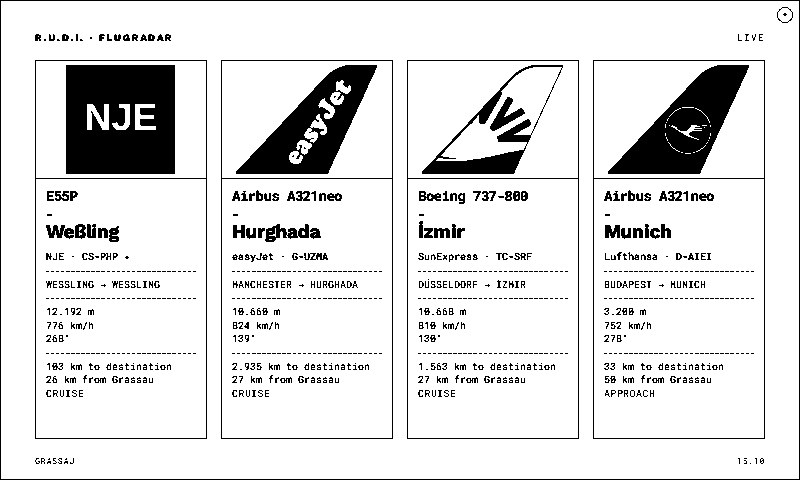 R.U.D.I. · FLUGRADAR
LIVE
NJE
E55P
-
Weßling
NJE · CS-PHP ✦
WESSLING → WESSLING
12.192 m
776 km/h
268°
103 km to destination
26 km from Grassau
CRUISE
easyJet
Airbus A321neo
-
Hurghada
easyJet · G-UZMA
MANCHESTER → HURGHADA
10.660 m
824 km/h
139°
2.935 km to destination
27 km from Grassau
CRUISE
Boeing 737-800
-
İzmir
SunExpress · TC-SRF
DÜSSELDORF → İZMIR
10.668 m
810 km/h
130°
1.563 km to destination
27 km from Grassau
CRUISE
Airbus A321neo
-
Munich
Lufthansa · D-AIEI
BUDAPEST → MUNICH
3.200 m
752 km/h
278°
33 km to destination
50 km from Grassau
APPROACH
GRASSAU
15.10